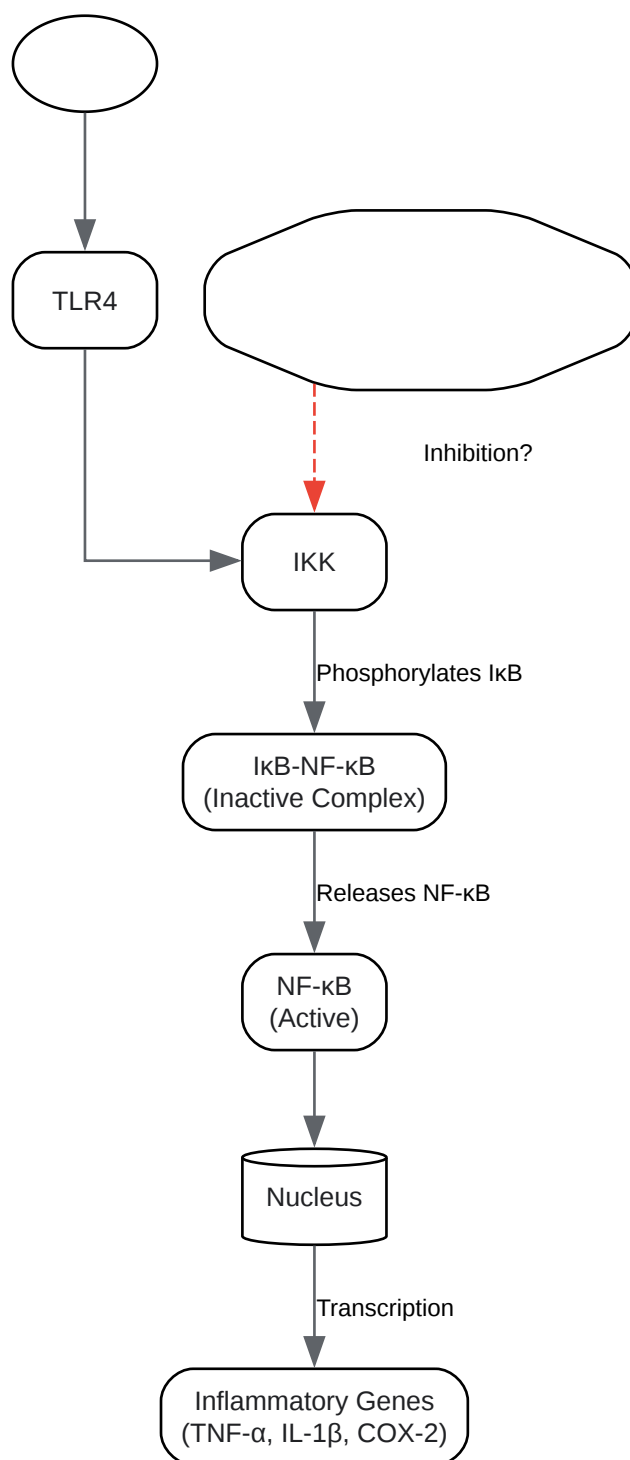 TLR4
Inhibition?
IKK
Phosphorylates IκB
IκB-NF-κB
(Inactive Complex)
Releases NF-κB
NF-κB
(Active)
Nucleus
Transcription
Inflammatory Genes
(TNF-α, IL-1β, COX-2)